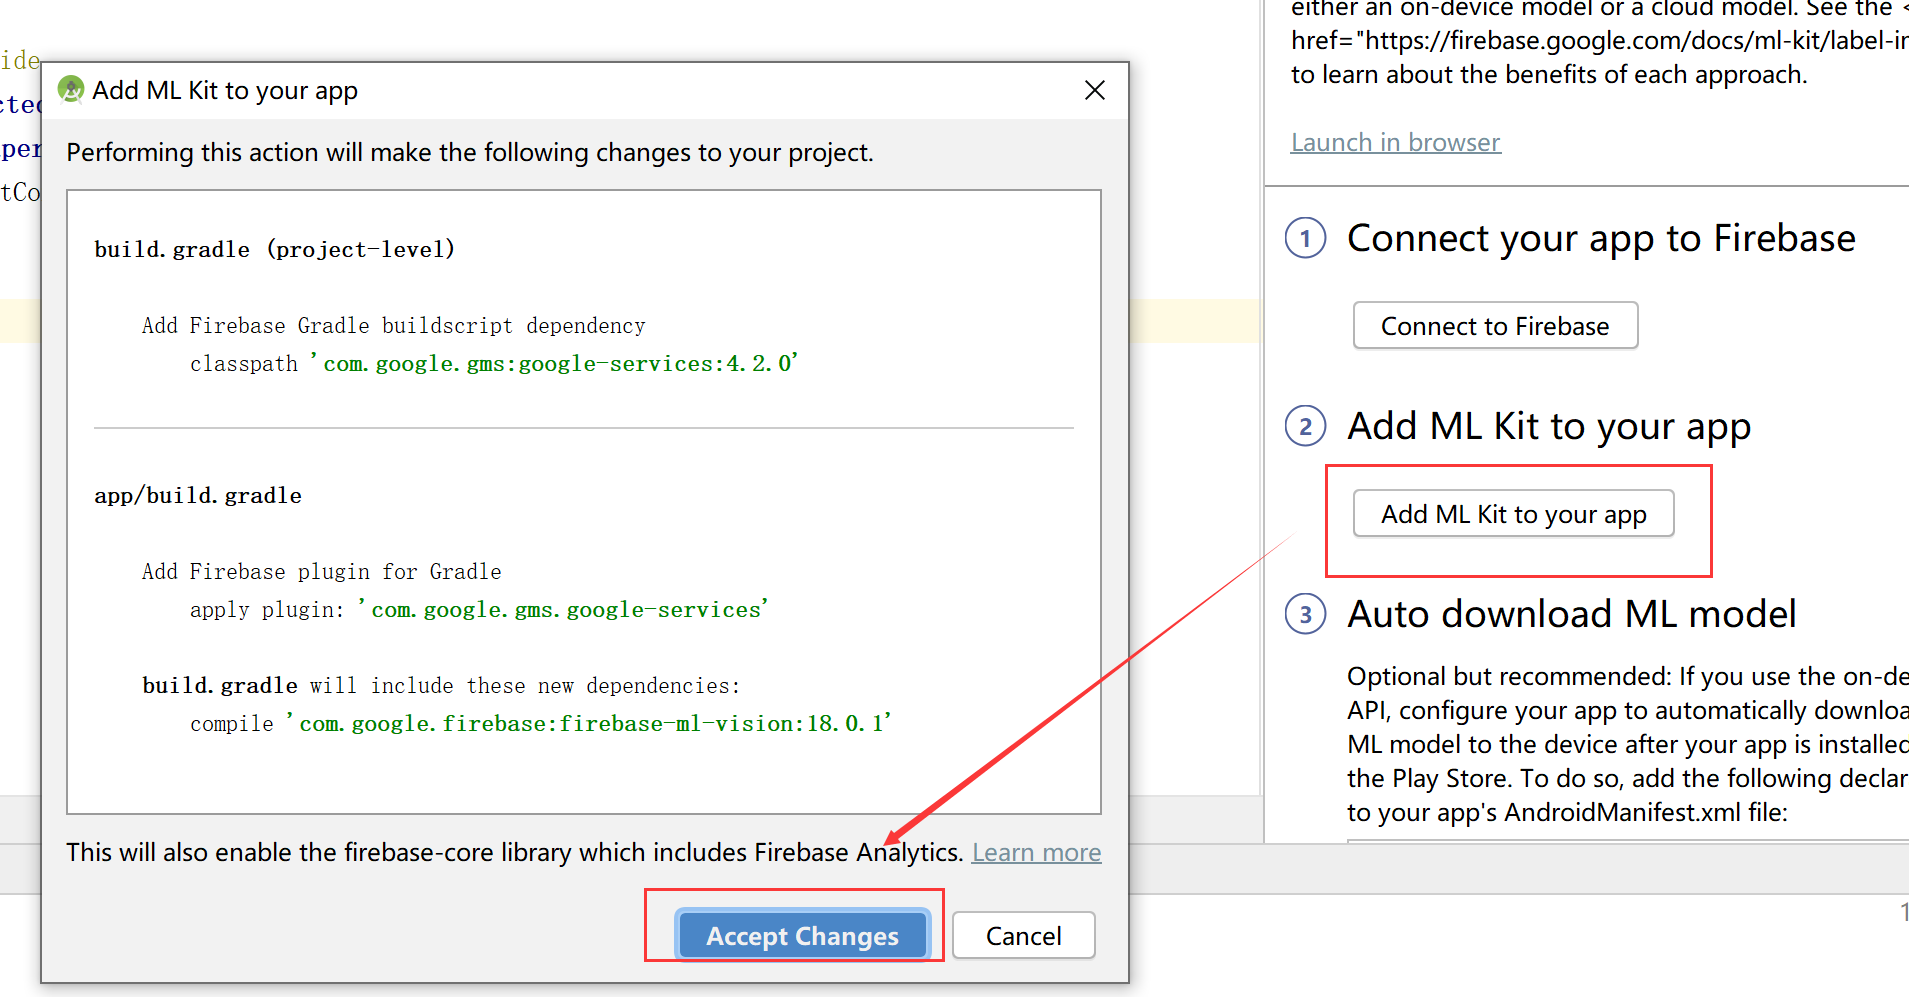 ide
cted
per
tCo
Add ML Kit to your app
Performing this action will make the following changes to your project.
build.gradle (project-level)
Add Firebase Gradle buildscript dependency
classpath 'com.google.gms:google-services:4.2.0'
app/build.gradle
Add Firebase plugin for Gradle
apply plugin: 'com.google.gms.google-services'
build.gradle will include these new dependencies:
compile 'com.google.firebase:firebase-ml-vision:18.0.1'
This will also enable the firebase-core library which includes Firebase Analytics. Learn more
Accept Changes
Cancel
either an on-device model or a cloud model. See the <
href="https://firebase.google.com/docs/ml-kit/label-i
to learn about the benefits of each approach.
Launch in browser
1 Connect your app to Firebase
Connect to Firebase
2 Add ML Kit to your app
Add ML Kit to your app
3 Auto download ML model
Optional but recommended: If you use the on-de
API, configure your app to automatically downloa
ML model to the device after your app is installed
the Play Store. To do so, add the following declar
to your app's AndroidManifest.xml file:
1